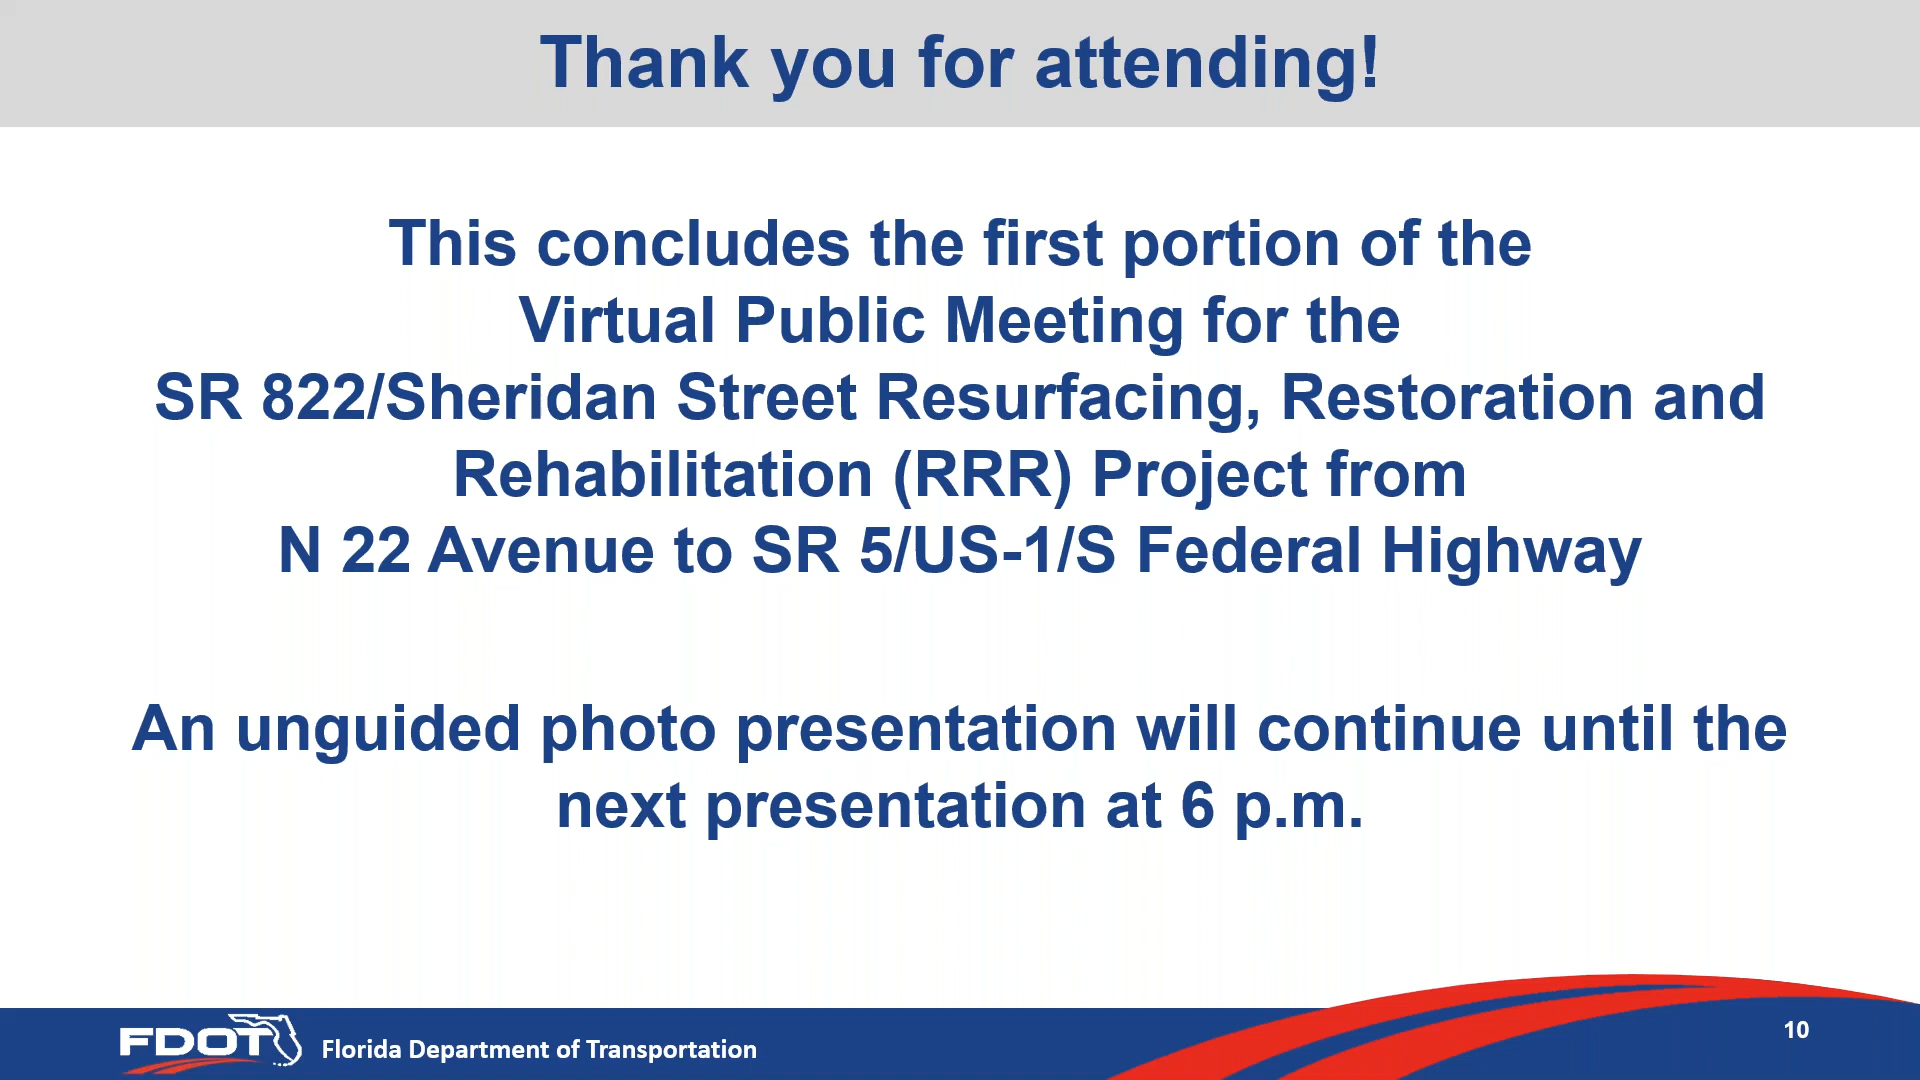 Thank you for attending!
This concludes the first portion of the
Virtual Public Meeting for the
SR 822/Sheridan Street Resurfacing, Restoration and
Rehabilitation (RRR) Project from
N 22 Avenue to SR 5/US-1/S Federal Highway
An unguided photo presentation will continue until the
next presentation at 6 p.m.
FDOT
Florida Department of Transportation
10